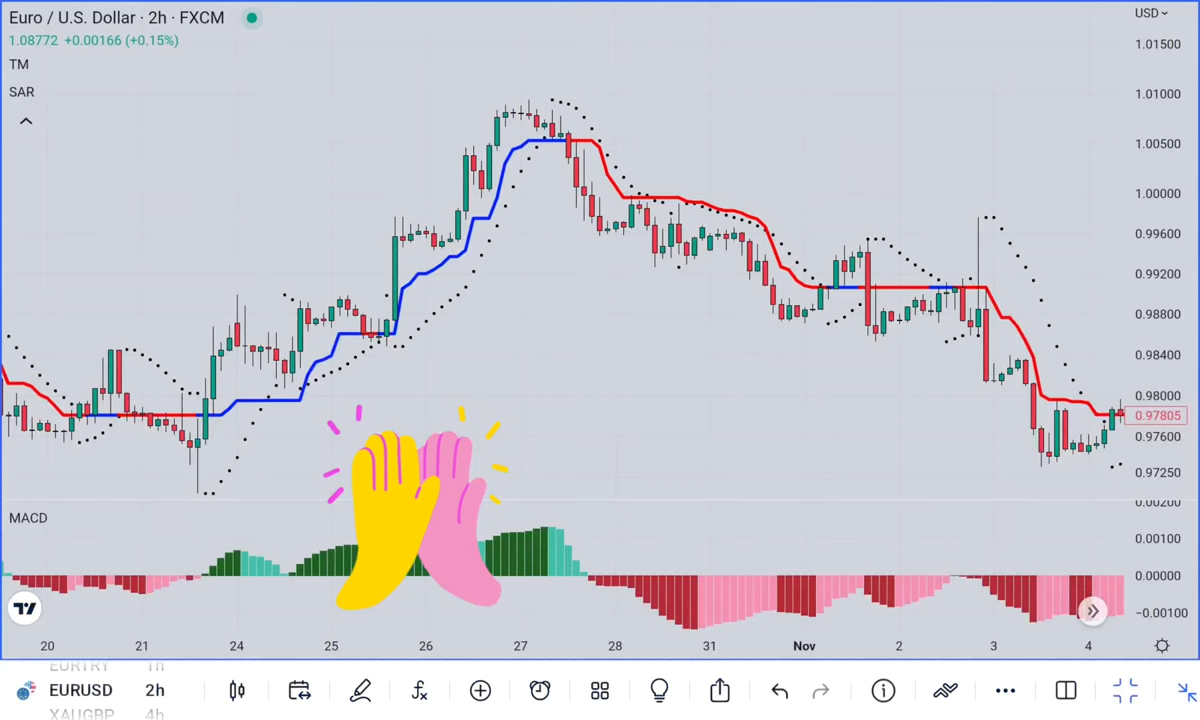 Euro / U.S. Dollar · 2h · FXCM
USD
1.08772 +0.00166 (+0.15%)
TM
SAR
1.01500
1.01000
1.00500
1.00000
0.99600
0.99200
0.98800
0.98400
0.98000
0.97805
0.97600
0.97250
0.00200
MACD
0.00100
0.00000
−0.00100
20 21 24 25 26 27 28 31 Nov 2 3 4
EURTRY 1h
EURUSD 2h
XAUGBP 4h